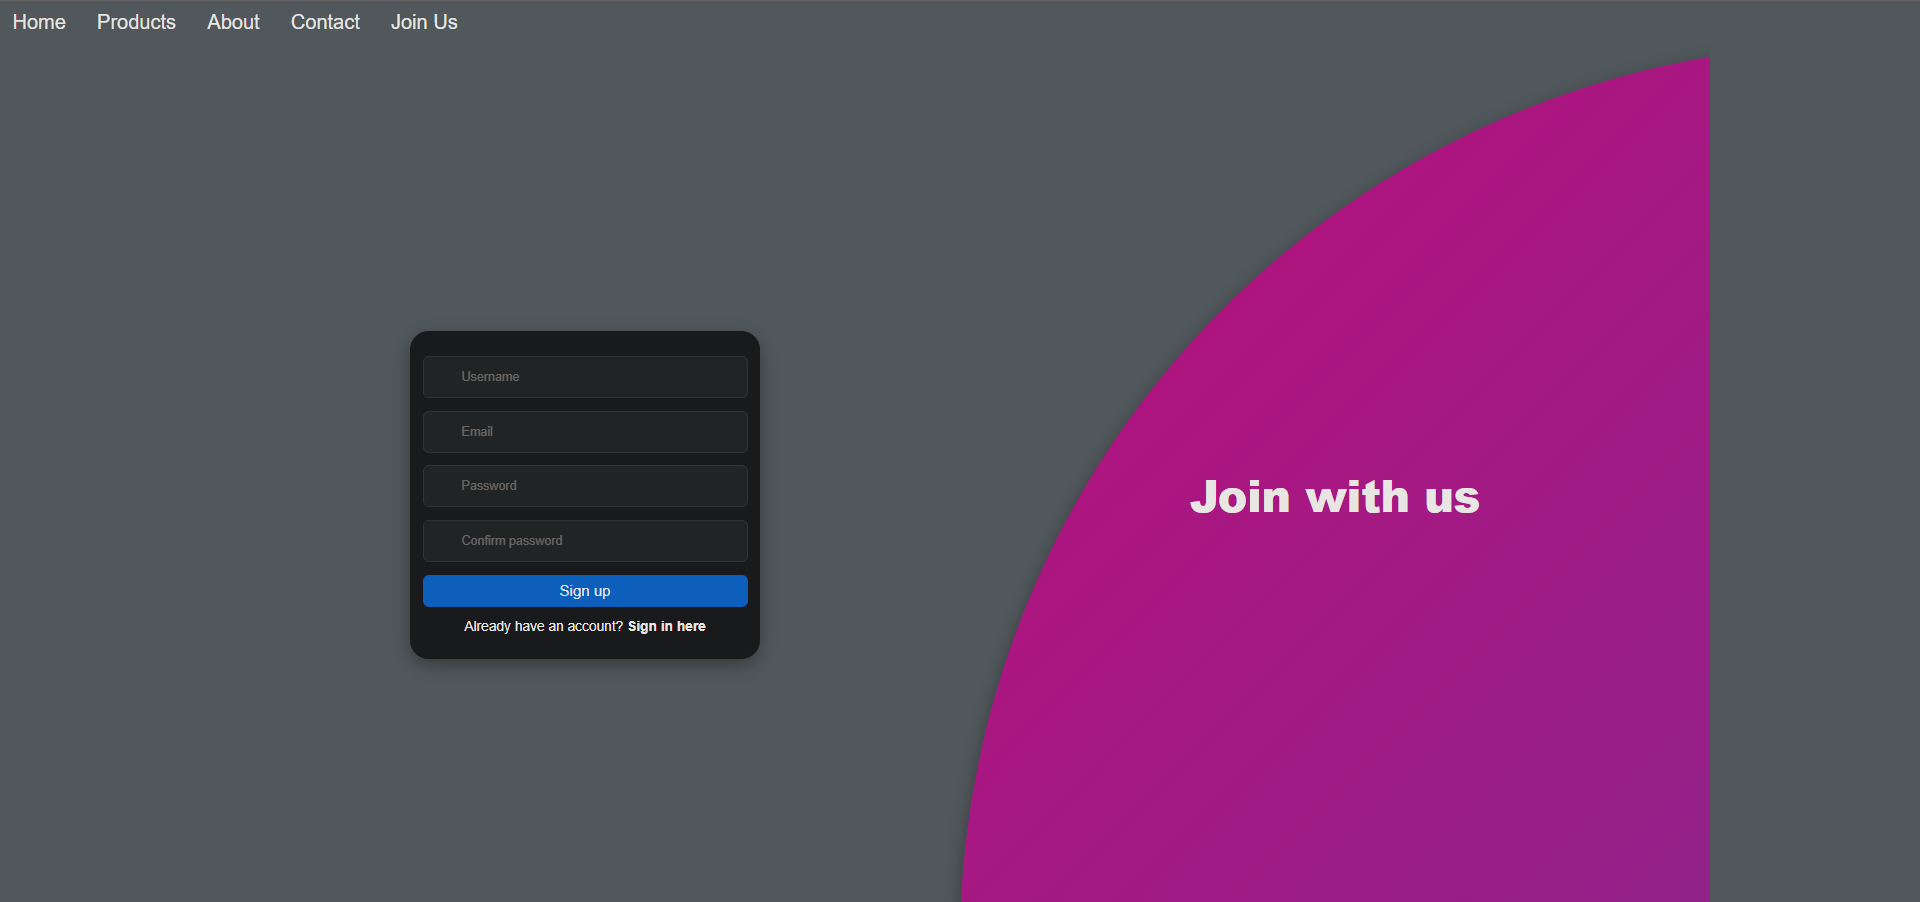 Home Products About Contact Join Us
Username
Email
Password
Confirm password
Sign up
Already have an account? Sign in here
Join with us